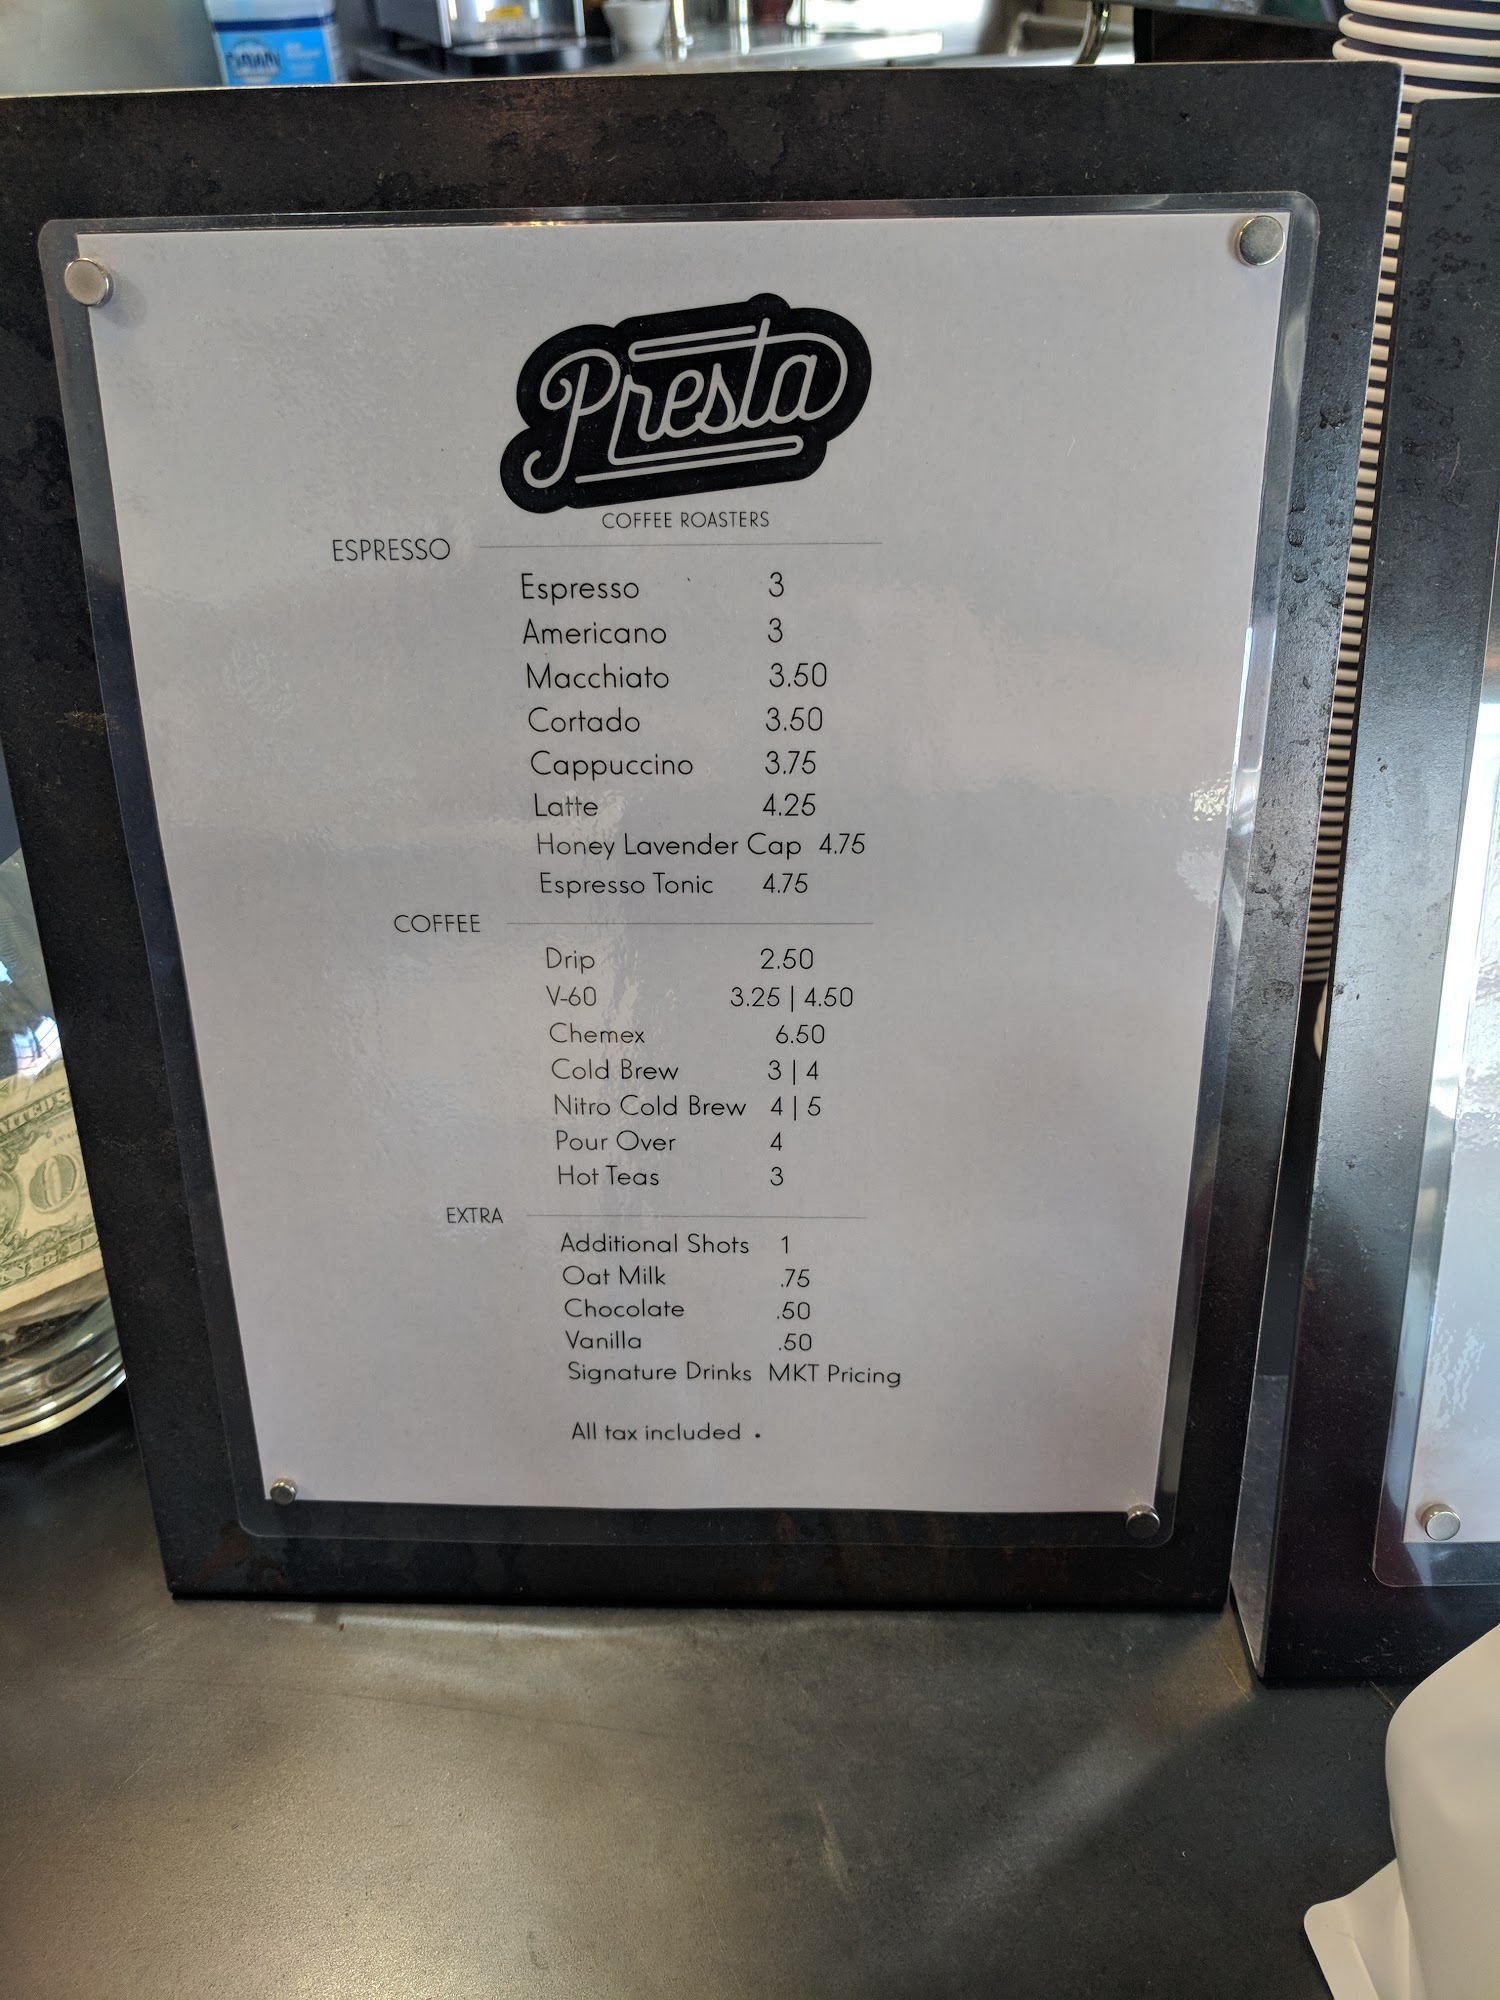 Presta
COFFEE ROASTERS
ESPRESSO
Espresso 3
Americano 3
Macchiato 3.50
Cortado 3.50
Cappuccino 3.75
Latte 4.25
Honey Lavender Cap 4.75
Espresso Tonic 4.75
COFFEE
Drip 2.50
V-60 3.25 | 4.50
Chemex 6.50
Cold Brew 3 | 4
Nitro Cold Brew 4 | 5
Pour Over 4
Hot Teas 3
EXTRA
Additional Shots 1
Oat Milk .75
Chocolate .50
Vanilla .50
Signature Drinks MKT Pricing
All tax included .